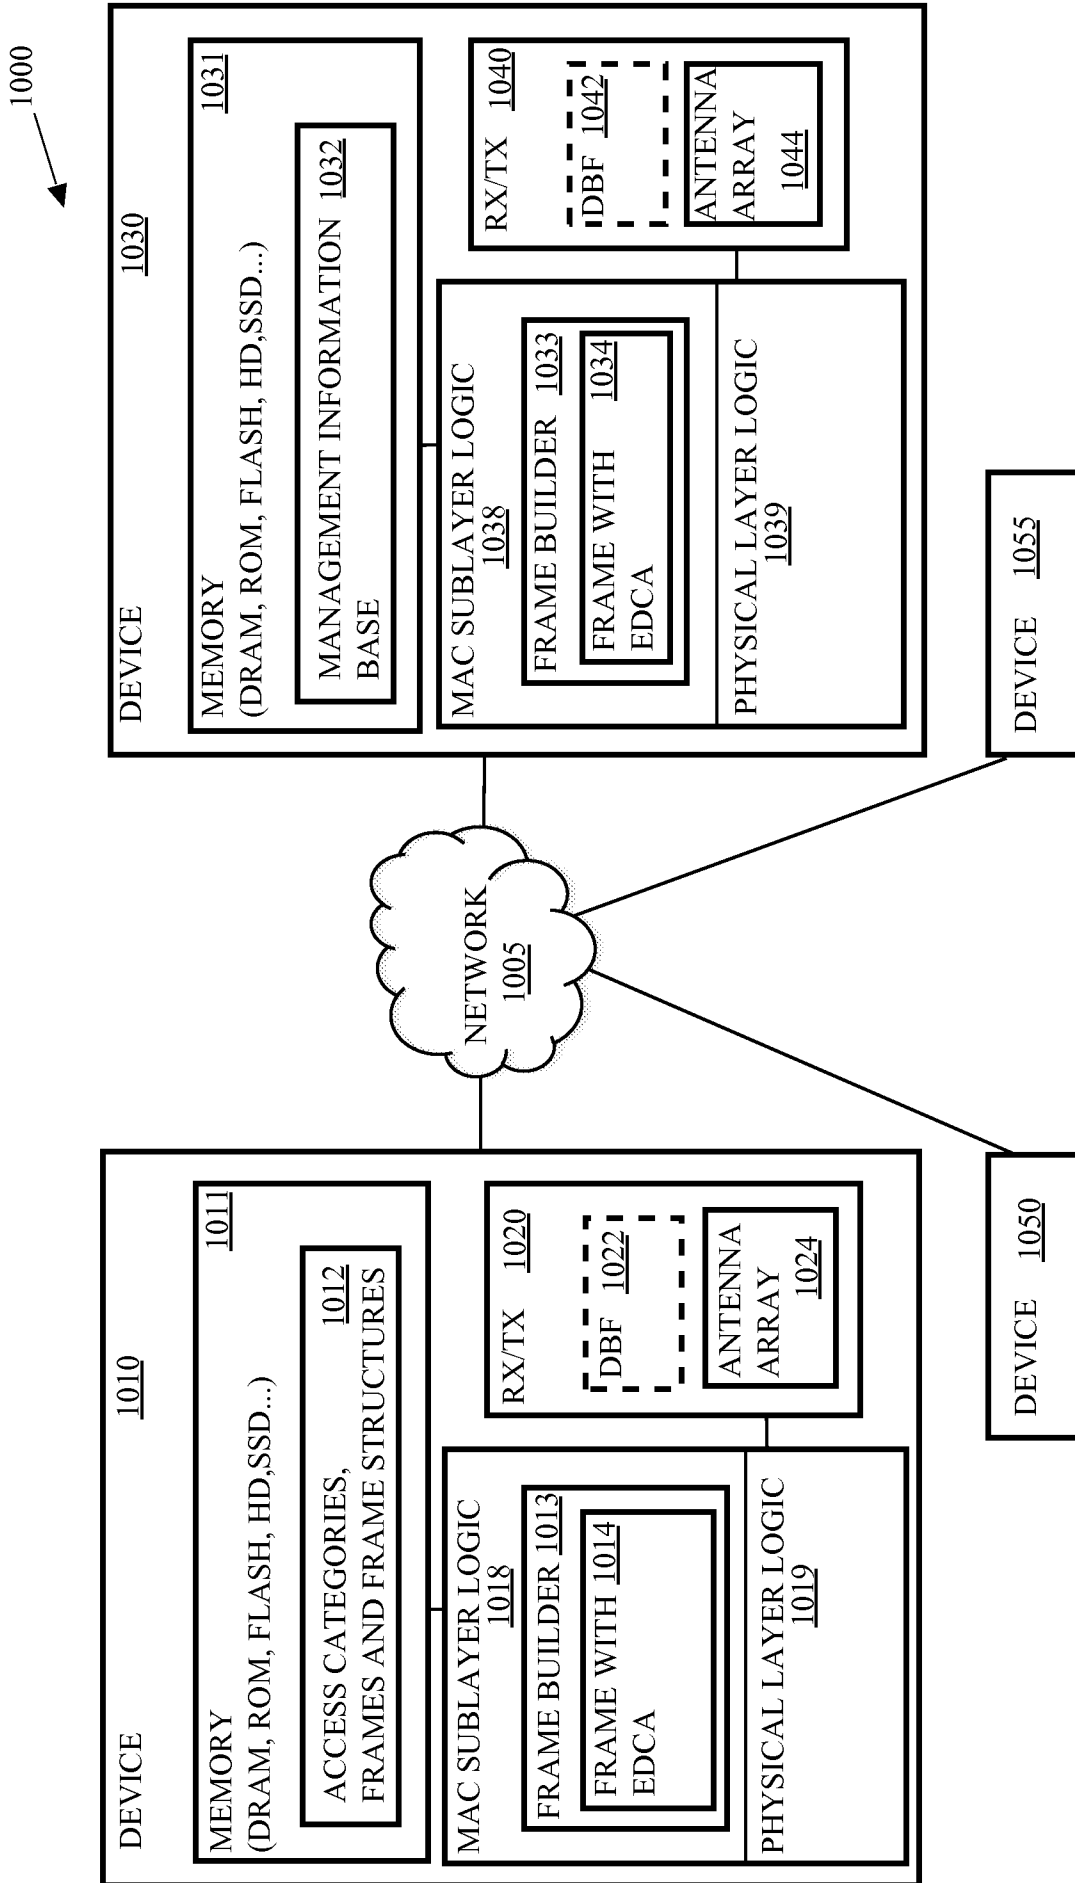 1000
DEVICE 1010
MEMORY 1011
(DRAM, ROM, FLASH, HD,SSD...)
ACCESS CATEGORIES, 1012
FRAMES AND FRAME STRUCTURES
MAC SUBLAYER LOGIC
1018
FRAME BUILDER 1013
FRAME WITH 1014
EDCA
PHYSICAL LAYER LOGIC
1019
RX/TX 1020
DBF 1022
ANTENNA
ARRAY
1024
NETWORK
1005
DEVICE 1030
MEMORY 1031
(DRAM, ROM, FLASH, HD,SSD...)
MANAGEMENT INFORMATION 1032
BASE
MAC SUBLAYER LOGIC
1038
FRAME BUILDER 1033
FRAME WITH 1034
EDCA
PHYSICAL LAYER LOGIC
1039
RX/TX 1040
DBF 1042
ANTENNA
ARRAY
1044
DEVICE 1050
DEVICE 1055